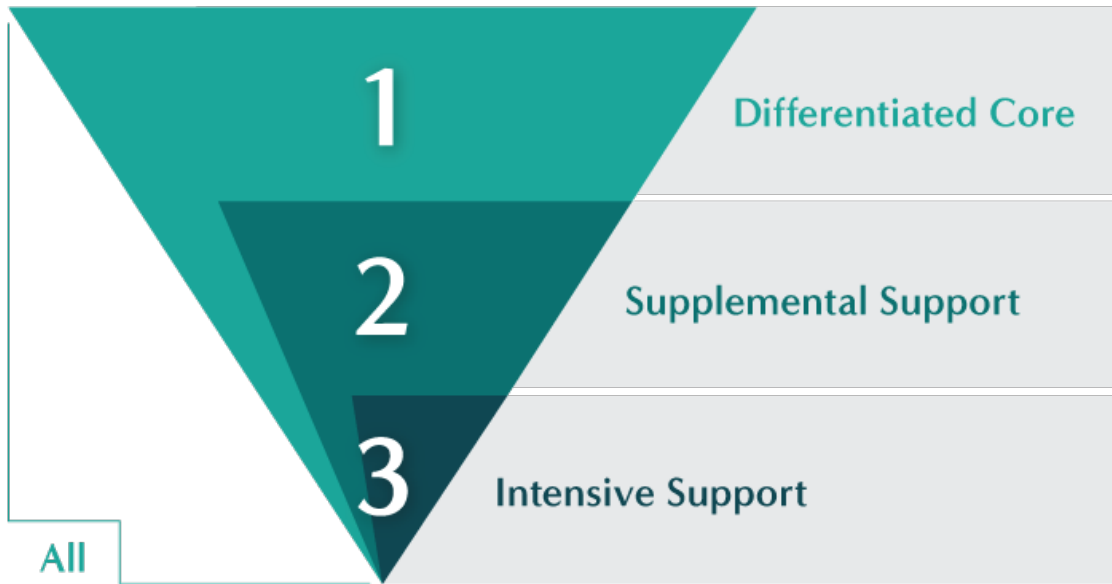 1
Differentiated Core
2
Supplemental Support
3
Intensive Support
All